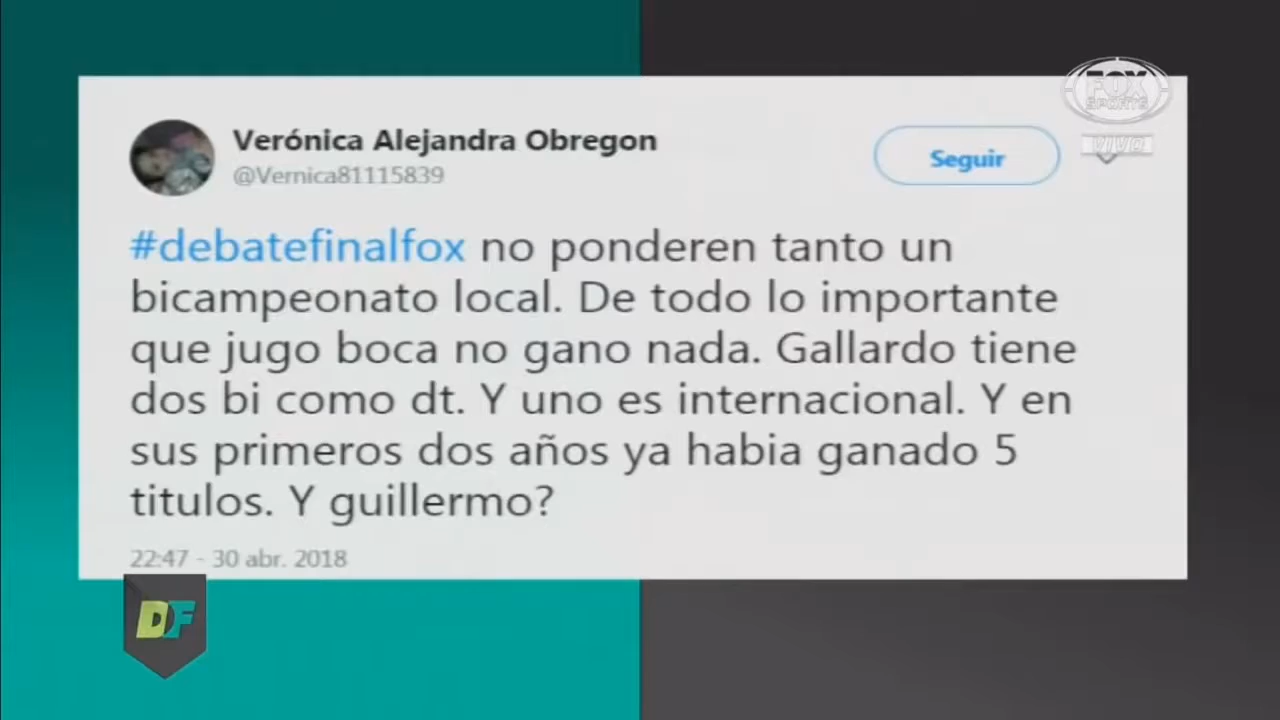 FOX
SPORTS
VIVO
Verónica Alejandra Obregon
@Vernica81115839
Seguir
#debatefinalfox no ponderen tanto un
bicampeonato local. De todo lo importante
que jugo boca no gano nada. Gallardo tiene
dos bi como dt. Y uno es internacional. Y en
sus primeros dos años ya habia ganado 5
titulos. Y guillermo?
22:47 - 30 abr. 2018
DF